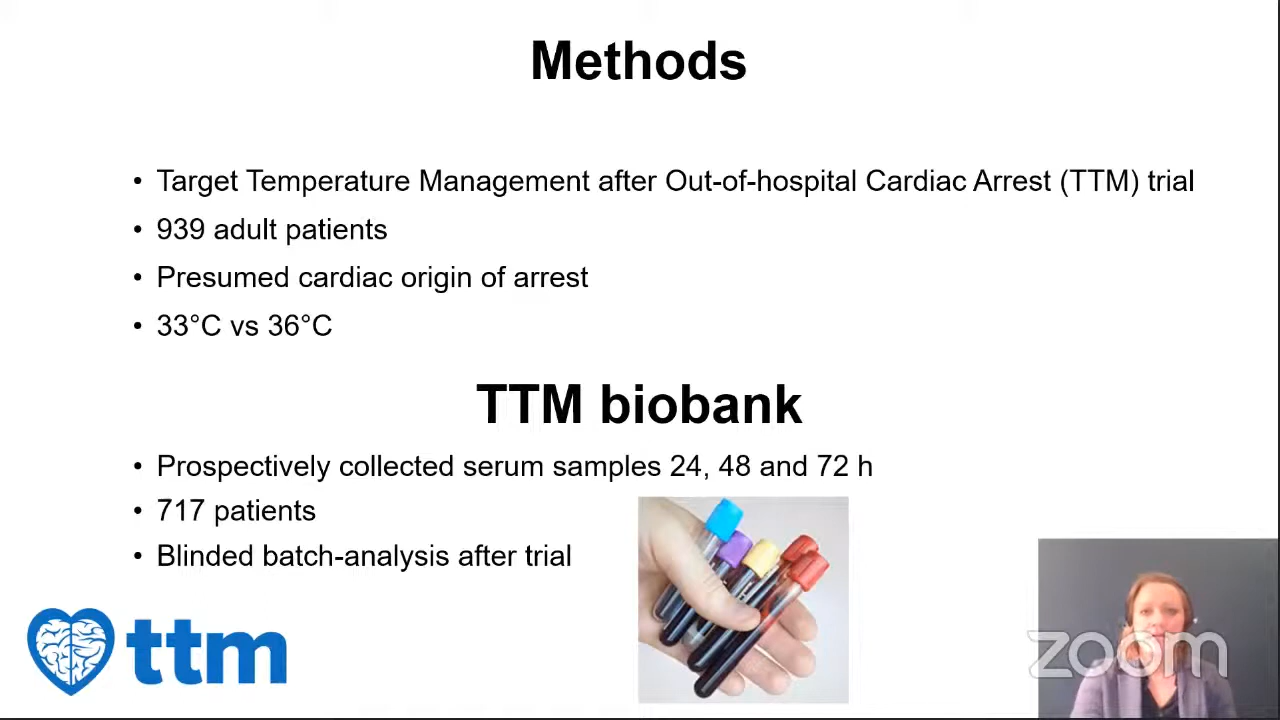 Methods
• Target Temperature Management after Out-of-hospital Cardiac Arrest (TTM) trial
• 939 adult patients
• Presumed cardiac origin of arrest
• 33°C vs 36°C
TTM biobank
• Prospectively collected serum samples 24, 48 and 72 h
• 717 patients
• Blinded batch-analysis after trial
ttm
zoom